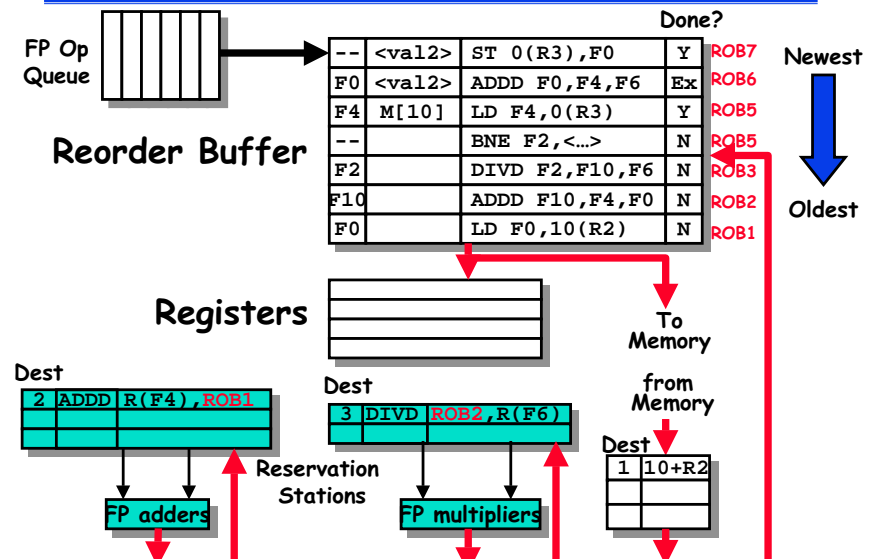 Done?
FP Op
Queue
-- <val2> ST 0(R3),F0 Y ROB7
F0 <val2> ADDD F0,F4,F6 Ex ROB6
F4 M[10] LD F4,0(R3) Y ROB5
-- BNE F2,<…> N ROB5
F2 DIVD F2,F10,F6 N ROB3
F10 ADDD F10,F4,F0 N ROB2
F0 LD F0,10(R2) N ROB1
Newest
Oldest
Reorder Buffer
Registers
To
Memory
from
Memory
Dest
2 ADDD R(F4),ROB1
Dest
3 DIVD ROB2,R(F6)
Dest
1 10+R2
Reservation
Stations
FP adders
FP multipliers